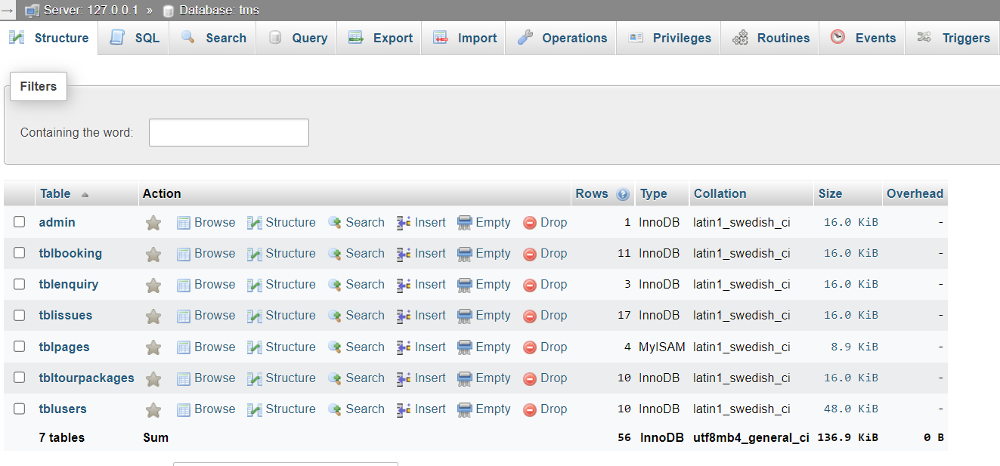 Server: 127.0.0.1 » Database: tms
Structure SQL Search Query Export Import Operations Privileges Routines Events Triggers
Filters
Containing the word:
Table Action Rows Type Collation Size Overhead
admin Browse Structure Search Insert Empty Drop 1 InnoDB latin1_swedish_ci 16.0 KiB -
tblbooking Browse Structure Search Insert Empty Drop 11 InnoDB latin1_swedish_ci 16.0 KiB -
tblenquiry Browse Structure Search Insert Empty Drop 3 InnoDB latin1_swedish_ci 16.0 KiB -
tblissues Browse Structure Search Insert Empty Drop 17 InnoDB latin1_swedish_ci 16.0 KiB -
tblpages Browse Structure Search Insert Empty Drop 4 MyISAM latin1_swedish_ci 8.9 KiB -
tbltourpackages Browse Structure Search Insert Empty Drop 10 InnoDB latin1_swedish_ci 16.0 KiB -
tblusers Browse Structure Search Insert Empty Drop 10 InnoDB latin1_swedish_ci 48.0 KiB -
7 tables Sum 56 InnoDB utf8mb4_general_ci 136.9 KiB 0 B